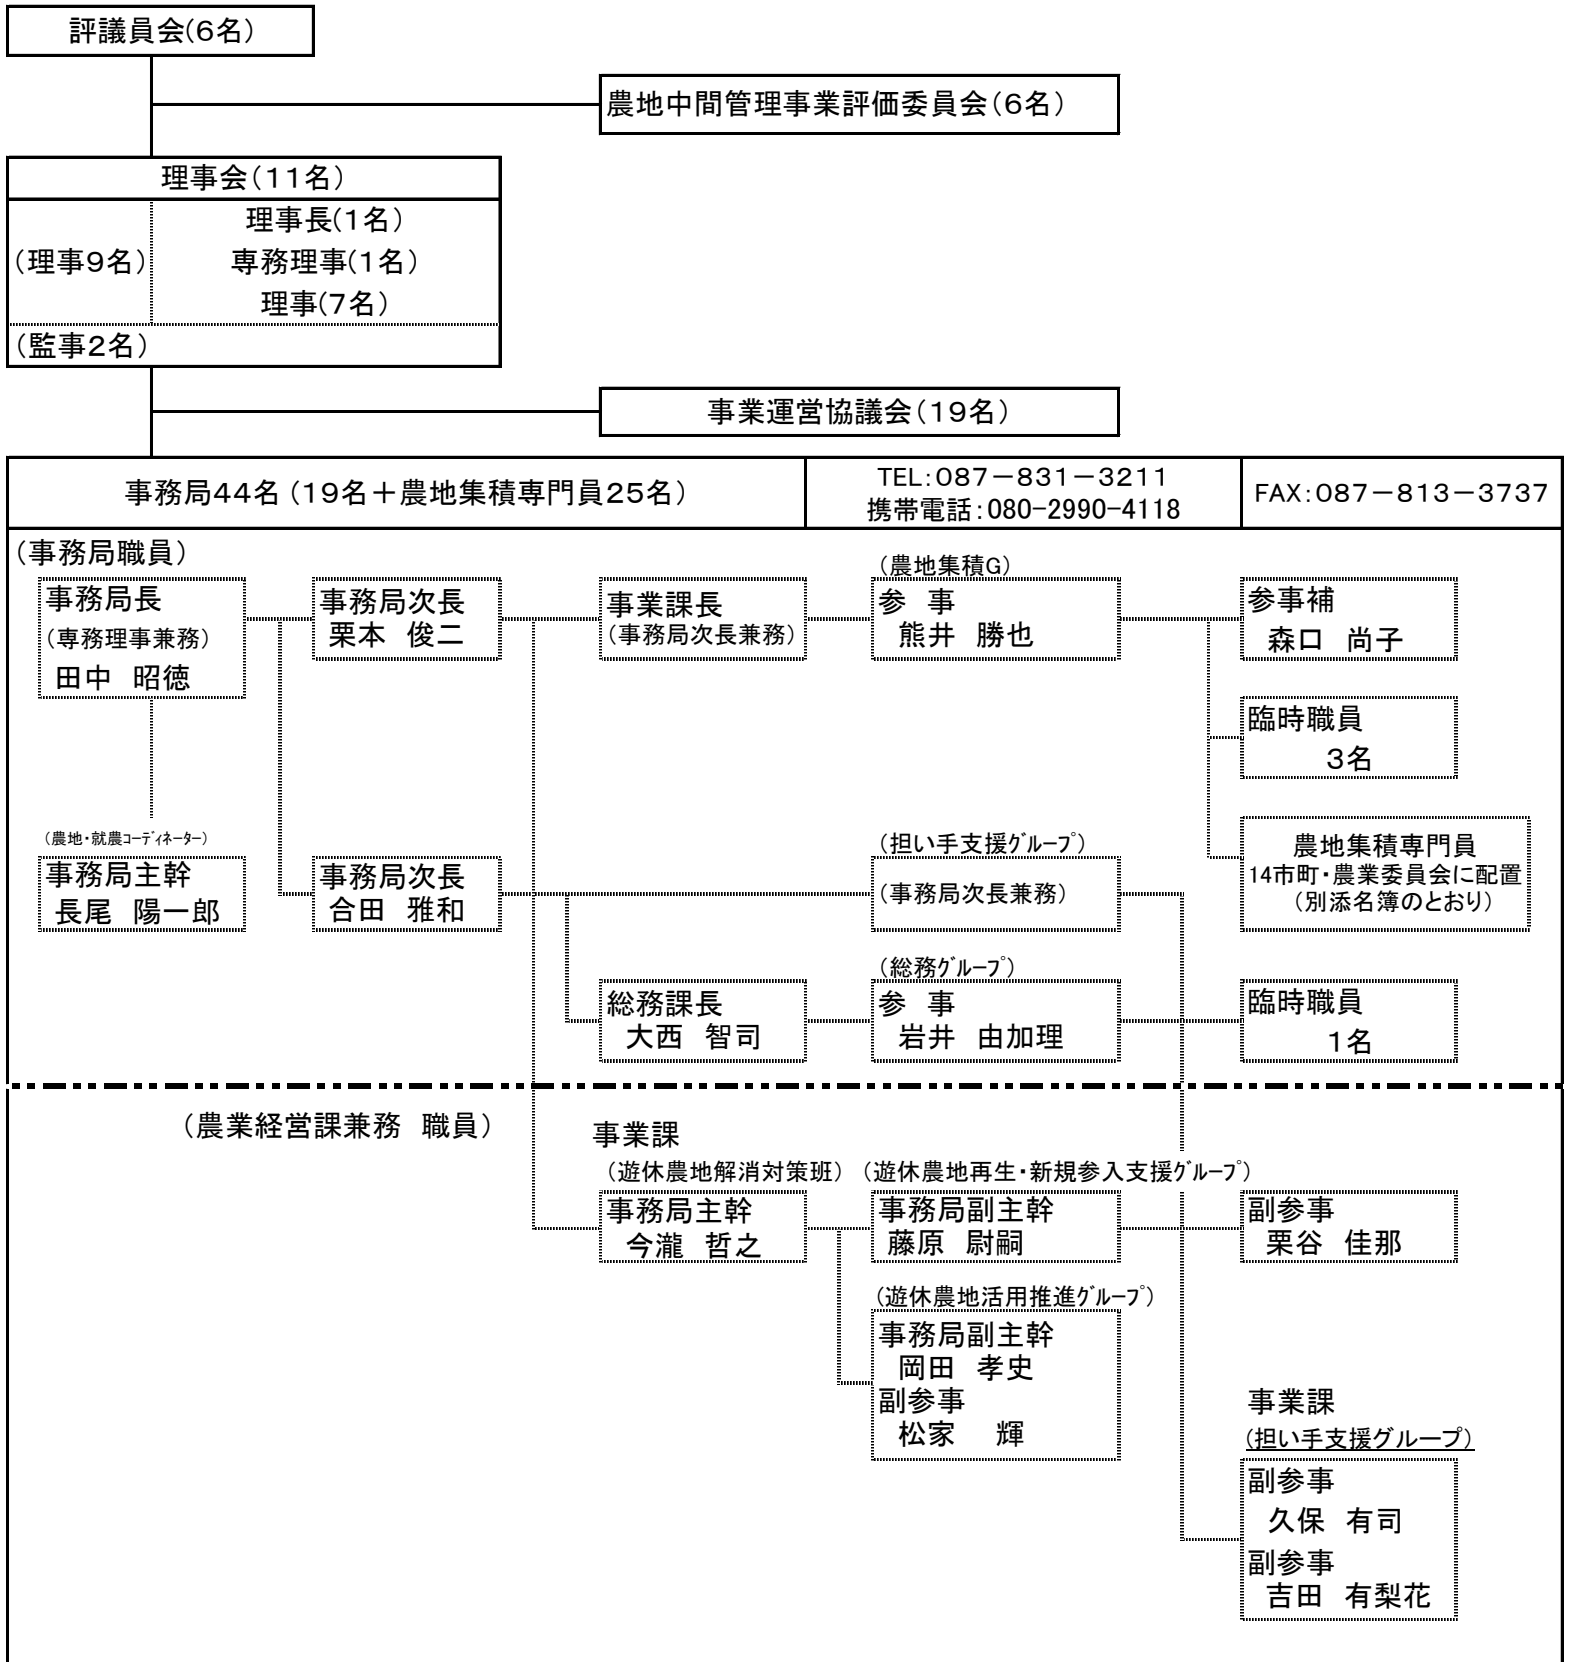 評議員会(6名)
農地中間管理事業評価委員会(6名)
理事会(11名)
(理事9名)
理事長(1名)
専務理事(1名)
理事(7名)
(監事2名)
事業運営協議会(19名)
事務局44名(19名+農地集積専門員25名)
TEL:087-831-3211
携帯電話:080-2990-4118
FAX:087-813-3737
(事務局職員)
事務局長
(専務理事兼務)
田中 昭徳
事務局次長
栗本 俊二
事業課長
(事務局次長兼務)
(農地集積G)
参 事
熊井 勝也
参事補
森口 尚子
臨時職員
3名
農地集積専門員
14市町・農業委員会に配置
(別添名簿のとおり)
(農地・就農コーディネーター)
事務局主幹
長尾 陽一郎
事務局次長
合田 雅和
(担い手支援グループ)
(事務局次長兼務)
総務課長
大西 智司
(総務グループ)
参 事
岩井 由加理
臨時職員
1名
(農業経営課兼務 職員)
事業課
(遊休農地解消対策班)
事務局主幹
今瀧 哲之
(遊休農地再生・新規参入支援グループ)
事務局副主幹
藤原 尉嗣
副参事
栗谷 佳那
(遊休農地活用推進グループ)
事務局副主幹
岡田 孝史
副参事
松家 輝
事業課
(担い手支援グループ)
副参事
久保 有司
副参事
吉田 有梨花